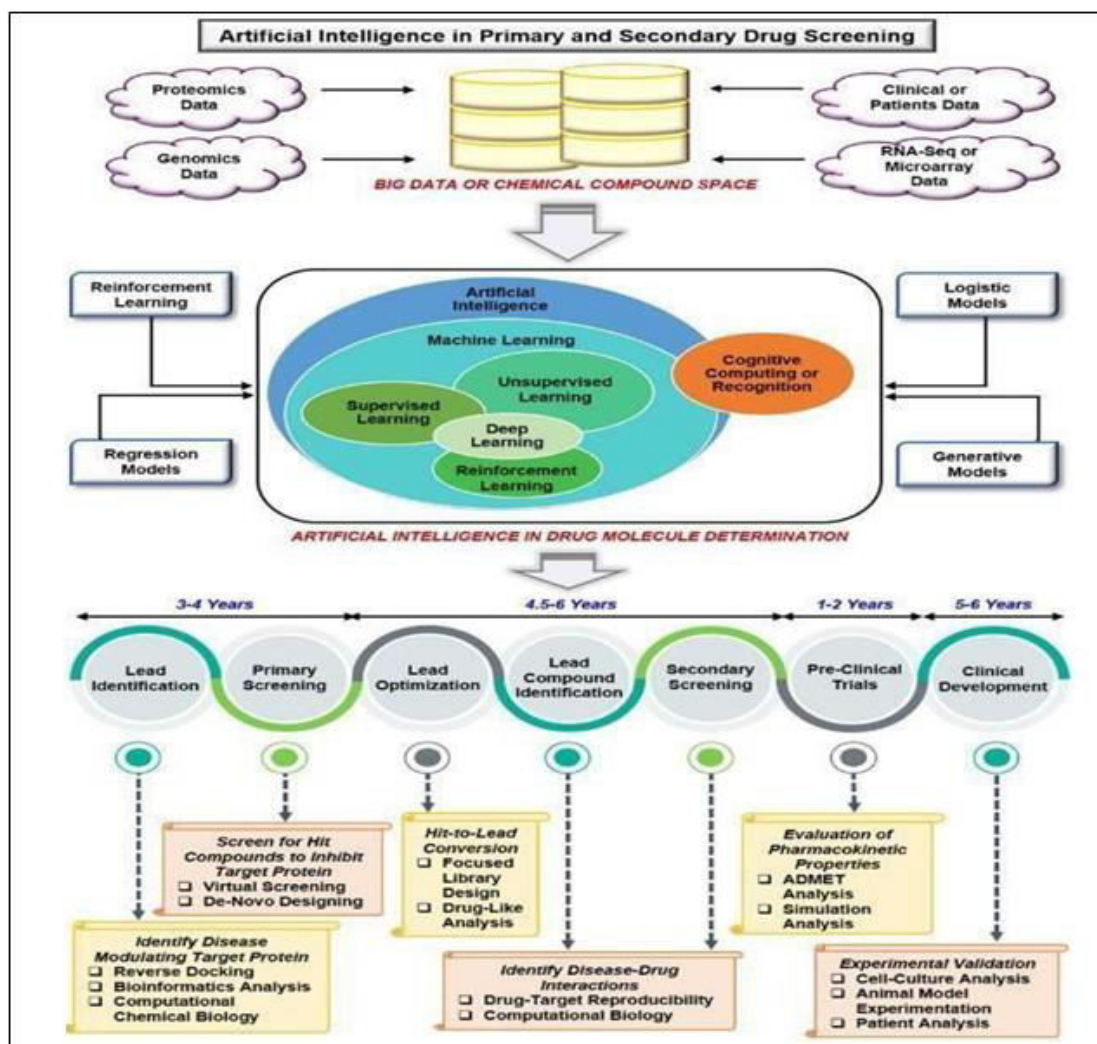 Artificial Intelligence in Primary and Secondary Drug Screening
Proteomics
Data
Genomics
Data
Clinical or
Patients Data
RNA-Seq or
Microarray
Data
BIG DATA OR CHEMICAL COMPOUND SPACE
Reinforcement
Learning
Regression
Models
Artificial
Intelligence
Machine Learning
Unsupervised
Learning
Supervised
Learning
Deep
Learning
Reinforcement
Learning
Cognitive
Computing or
Recognition
Logistic
Models
Generative
Models
ARTIFICIAL INTELLIGENCE IN DRUG MOLECULE DETERMINATION
3-4 Years
4.5-6 Years
1-2 Years
5-6 Years
Lead
Identification
Primary
Screening
Lead
Optimization
Lead
Compound
Identification
Secondary
Screening
Pre-Clinical
Trials
Clinical
Development
Screen for Hit
Compounds to Inhibit
Target Protein
❑ Virtual Screening
❑ De-Novo Designing
Hit-to-Lead
Conversion
❑ Focused
Library
Design
❑ Drug-Like
Analysis
Evaluation of
Pharmacokinetic
Properties
❑ ADMET
Analysis
❑ Simulation
Analysis
Identify Disease
Modulating Target Protein
❑ Reverse Docking
❑ Bioinformatics Analysis
❑ Computational
Chemical Biology
Identify Disease-Drug
Interactions
❑ Drug-Target Reproducibility
❑ Computational Biology
Experimental Validation
❑ Cell-Culture Analysis
❑ Animal Model
Experimentation
❑ Patient Analysis